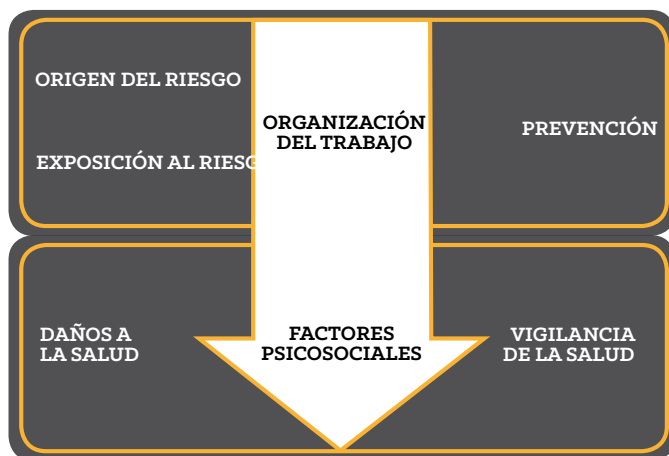 ORIGEN DEL RIESGO
EXPOSICIÓN AL RIESG
ORGANIZACIÓN
DEL TRABAJO
PREVENCIÓN
DAÑOS A
LA SALUD
FACTORES
PSICOSOCIALES
VIGILANCIA
DE LA SALUD